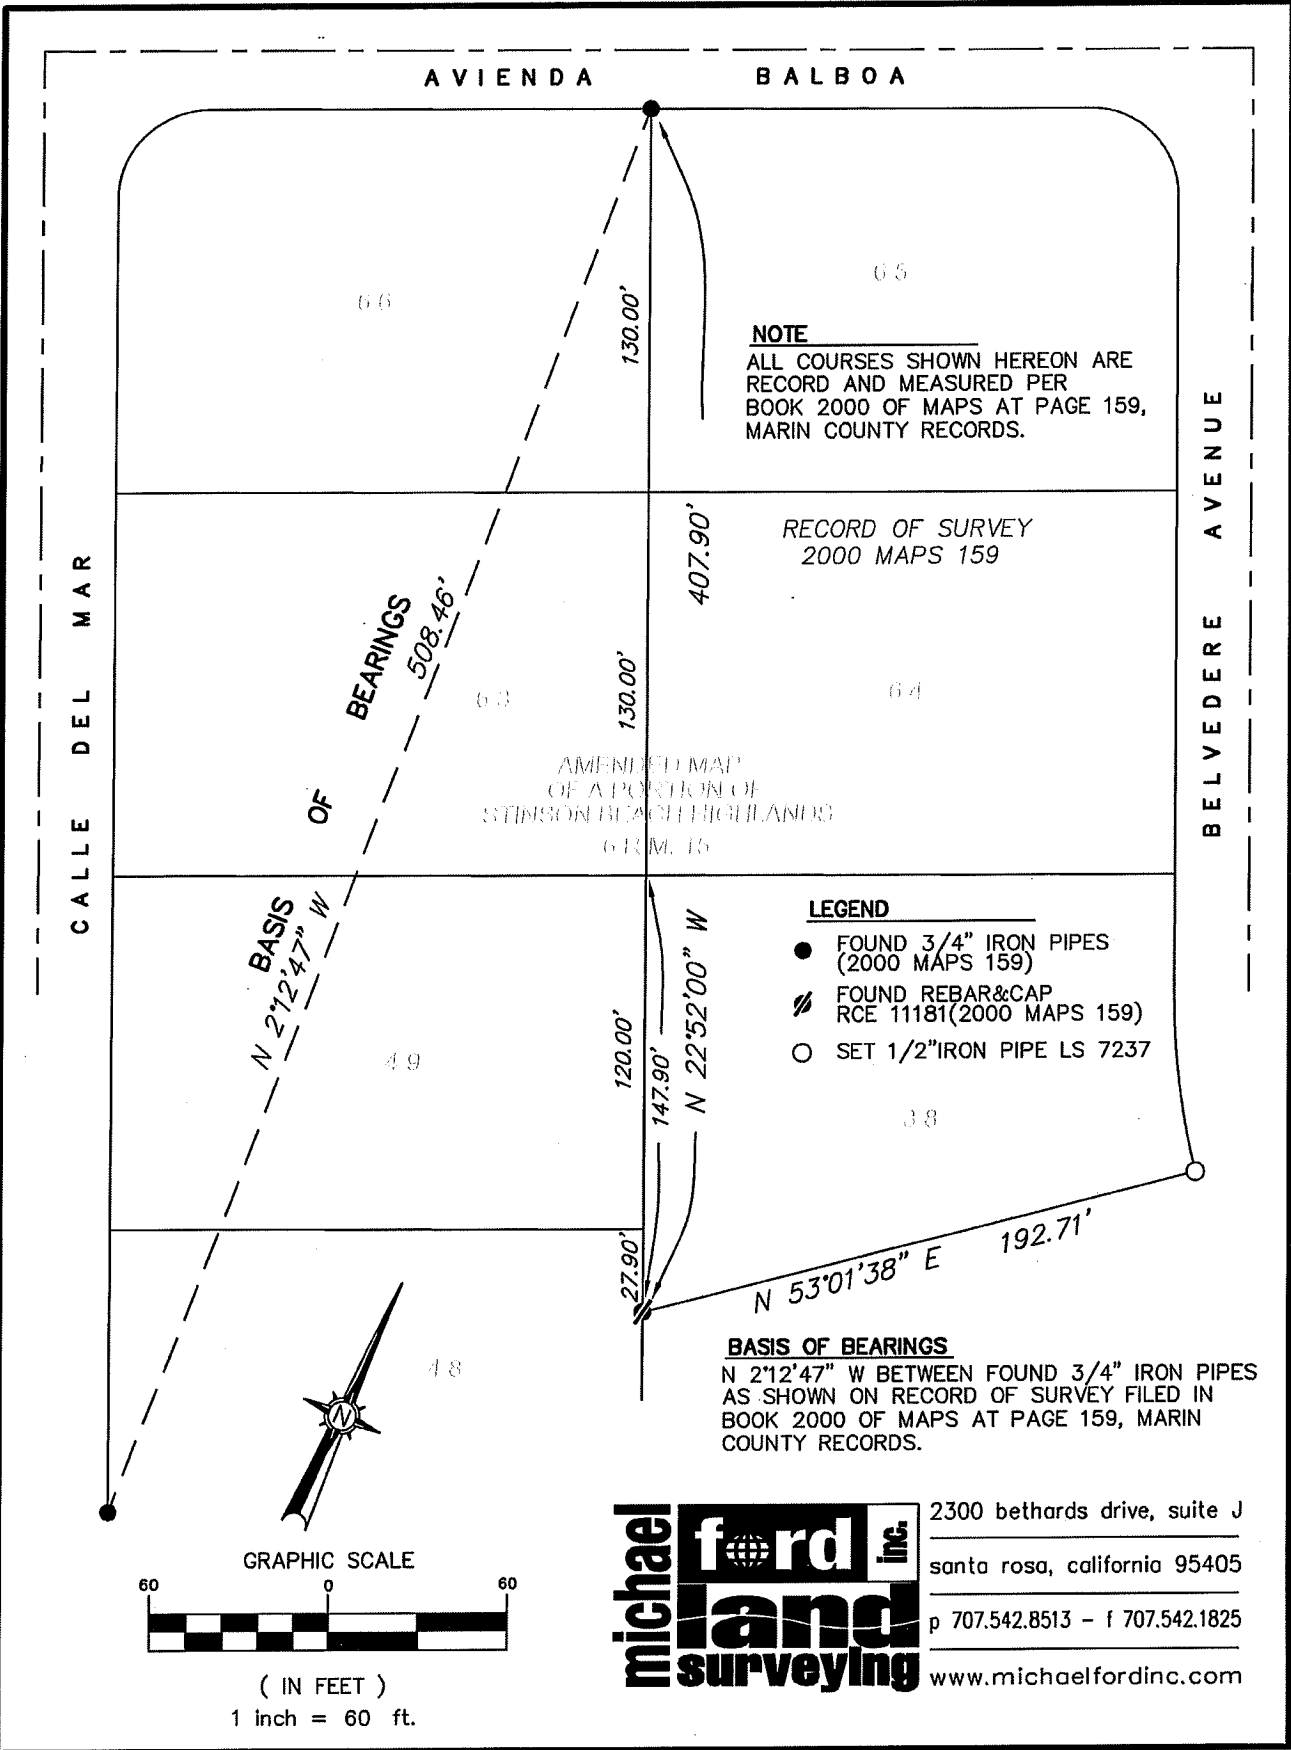 AVIENDA BALBOA
66
65
130.00'
NOTE
ALL COURSES SHOWN HEREON ARE
RECORD AND MEASURED PER
BOOK 2000 OF MAPS AT PAGE 159,
MARIN COUNTY RECORDS.
BELVEDERE AVENUE
CALLE DEL MAR
407.90'
RECORD OF SURVEY
2000 MAPS 159
BASIS OF BEARINGS
N 2°12'47" W
508.46'
63
130.00'
64
AMENDED MAP
OF A PORTION OF
STINSON BEACH HIGHLANDS
6 R.M. 15
LEGEND
FOUND 3/4" IRON PIPES
(2000 MAPS 159)
FOUND REBAR&CAP
RCE 11181(2000 MAPS 159)
SET 1/2"IRON PIPE LS 7237
49
120.00'
147.90'
N 22°52'00" W
38
27.90'
N 53°01'38" E 192.71'
48
N
BASIS OF BEARINGS
N 2°12'47" W BETWEEN FOUND 3/4" IRON PIPES
AS SHOWN ON RECORD OF SURVEY FILED IN
BOOK 2000 OF MAPS AT PAGE 159, MARIN
COUNTY RECORDS.
GRAPHIC SCALE
60 0 60
( IN FEET )
1 inch = 60 ft.
michael
ford inc.
land
surveying
2300 bethards drive, suite J
santa rosa, california 95405
p 707.542.8513 - f 707.542.1825
www.michaelfordinc.com